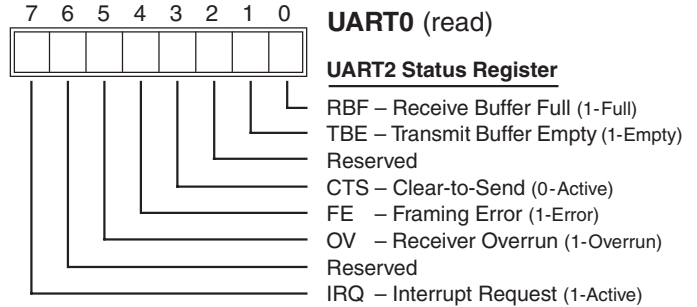 7 6 5 4 3 2 1 0
UART0 (read)
UART2 Status Register
RBF – Receive Buffer Full (1-Full)
TBE – Transmit Buffer Empty (1-Empty)
Reserved
CTS – Clear-to-Send (0-Active)
FE – Framing Error (1-Error)
OV – Receiver Overrun (1-Overrun)
Reserved
IRQ – Interrupt Request (1-Active)